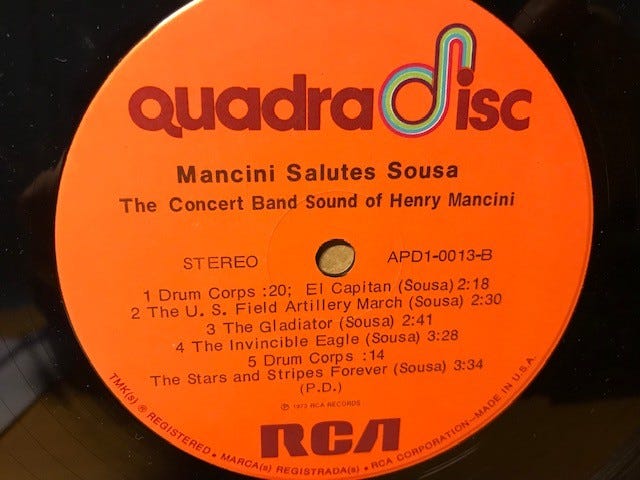 quadradisc
Mancini Salutes Sousa
The Concert Band Sound of Henry Mancini
STEREO APD1-0013-B
1 Drum Corps :20; El Capitan (Sousa) 2:18
2 The U. S. Field Artillery March (Sousa) 2:30
3 The Gladiator (Sousa) 2:41
4 The Invincible Eagle (Sousa) 3:28
5 Drum Corps :14
The Stars and Stripes Forever (Sousa) 3:34
(P.D.)
℗ 1973 RCA RECORDS
RCA
TMK(s) ® REGISTERED. • MARCA(s) REGISTRADA(s) • RCA CORPORATION—MADE IN U.S.A.